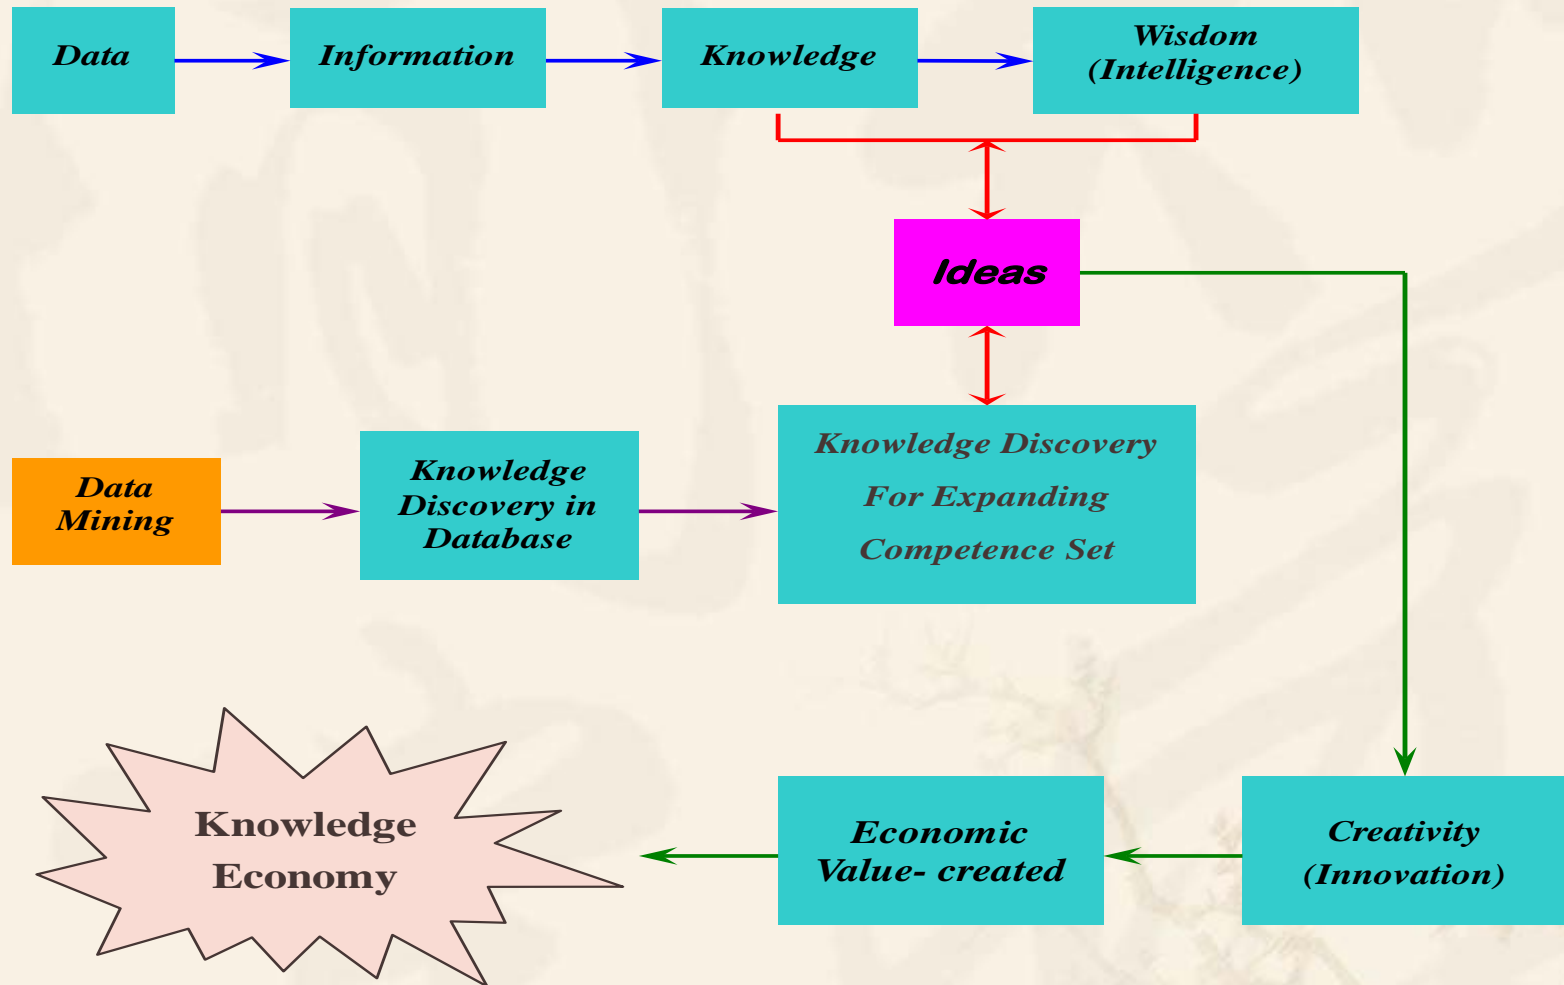 Data
Information
Knowledge
Wisdom
(Intelligence)
Ideas
Data
Mining
Knowledge
Discovery in
Database
Knowledge Discovery
For Expanding
Competence Set
Knowledge
Economy
Economic
Value- created
Creativity
(Innovation)